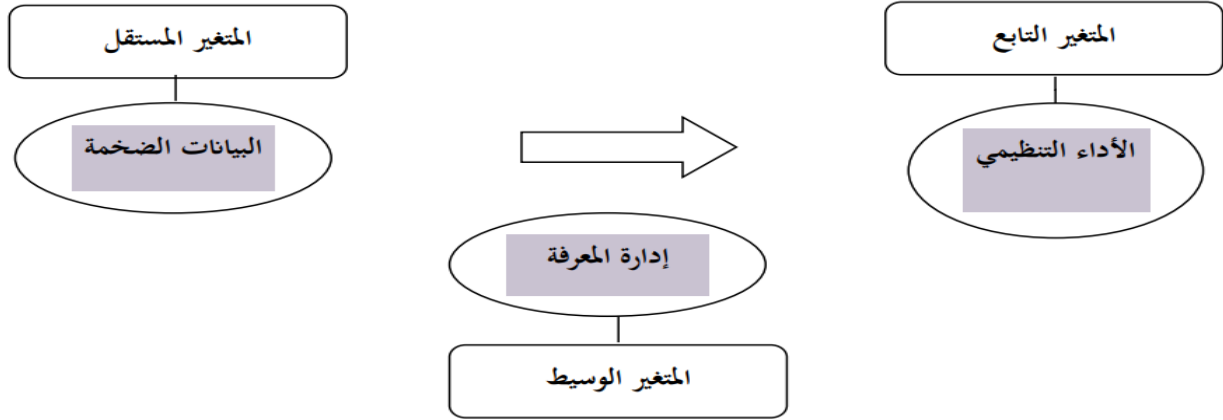 المتغير المستقل
البيانات الضخمة
المتغير التابع
الأداء التنظيمي
إدارة المعرفة
المتغير الوسيط